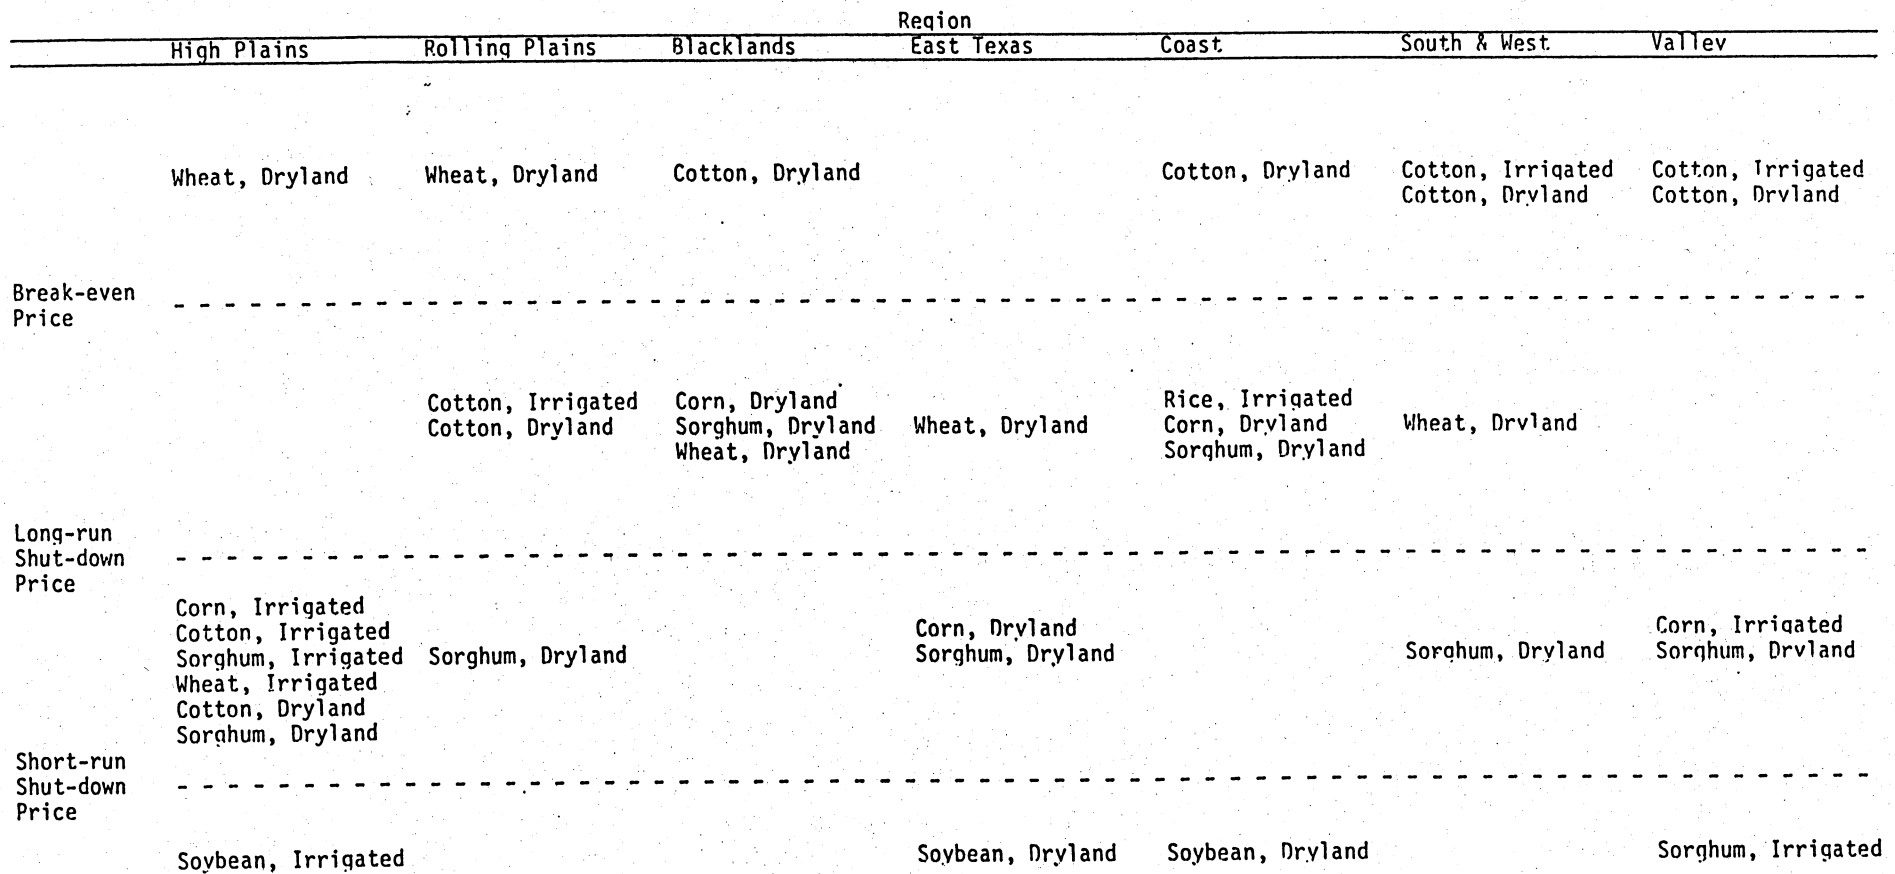 Region
High Plains Rolling Plains Blacklands East Texas Coast South & West Valley
Wheat, Dryland Wheat, Dryland Cotton, Dryland Cotton, Dryland Cotton, Irrigated Cotton, Irrigated
Cotton, Dryland Cotton, Dryland
Break-even
Price
Cotton, Irrigated Corn, Dryland Rice, Irrigated
Cotton, Dryland Sorghum, Dryland Wheat, Dryland Corn, Dryland Wheat, Dryland
Wheat, Dryland Sorghum, Dryland
Long-run
Shut-down
Price
Corn, Irrigated
Cotton, Irrigated Corn, Dryland Corn, Irrigated
Sorghum, Irrigated Sorghum, Dryland Sorghum, Dryland Sorghum, Dryland Sorghum, Dryland
Wheat, Irrigated
Cotton, Dryland
Sorghum, Dryland
Short-run
Shut-down
Price
Soybean, Irrigated Soybean, Dryland Soybean, Dryland Sorghum, Irrigated